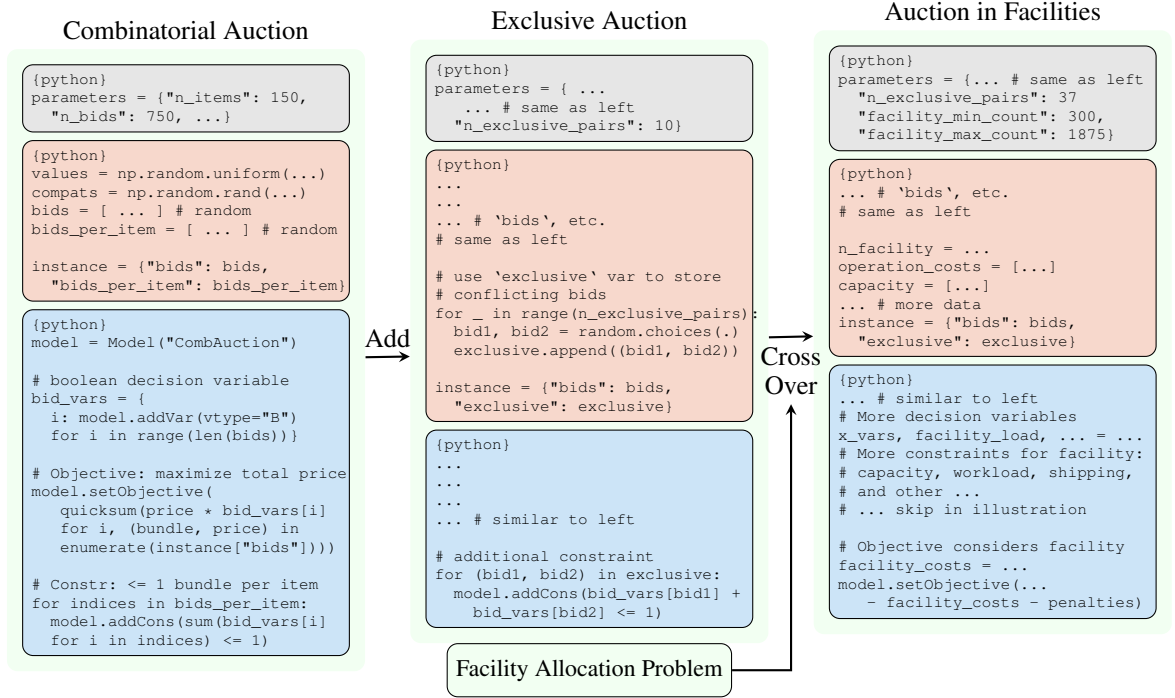 Combinatorial Auction
{python}
parameters = {"n_items": 150,
"n_bids": 750, ...}
{python}
values = np.random.uniform(...)
compats = np.random.rand(...)
bids = [ ... ] # random
bids_per_item = [ ... ] # random
instance = {"bids": bids,
"bids_per_item": bids_per_item}
{python}
model = Model("CombAuction")
# boolean decision variable
bid_vars = {
i: model.addVar(vtype="B")
for i in range(len(bids))}
# Objective: maximize total price
model.setObjective(
quicksum(price * bid_vars[i]
for i, (bundle, price) in
enumerate(instance["bids"])))
# Constr: <= 1 bundle per item
for indices in bids_per_item:
model.addCons(sum(bid_vars[i]
for i in indices) <= 1)
Add
Exclusive Auction
{python}
parameters = { ...
... # same as left
"n_exclusive_pairs": 10}
{python}
...
...
... # ‘bids‘, etc.
# same as left
# use ‘exclusive‘ var to store
# conflicting bids
for _ in range(n_exclusive_pairs):
bid1, bid2 = random.choices(.)
exclusive.append((bid1, bid2))
instance = {"bids": bids,
"exclusive": exclusive}
{python}
...
...
...
... # similar to left
# additional constraint
for (bid1, bid2) in exclusive:
model.addCons(bid_vars[bid1] +
bid_vars[bid2] <= 1)
Facility Allocation Problem
Cross
Over
Auction in Facilities
{python}
parameters = {... # same as left
"n_exclusive_pairs": 37
"facility_min_count": 300,
"facility_max_count": 1875}
{python}
... # ‘bids‘, etc.
# same as left
n_facility = ...
operation_costs = [...]
capacity = [...]
... # more data
instance = {"bids": bids,
"exclusive": exclusive}
{python}
... # similar to left
# More decision variables
x_vars, facility_load, ... = ...
# More constraints for facility:
# capacity, workload, shipping,
# and other ...
# ... skip in illustration
# Objective considers facility
facility_costs = ...
model.setObjective(...
- facility_costs - penalties)